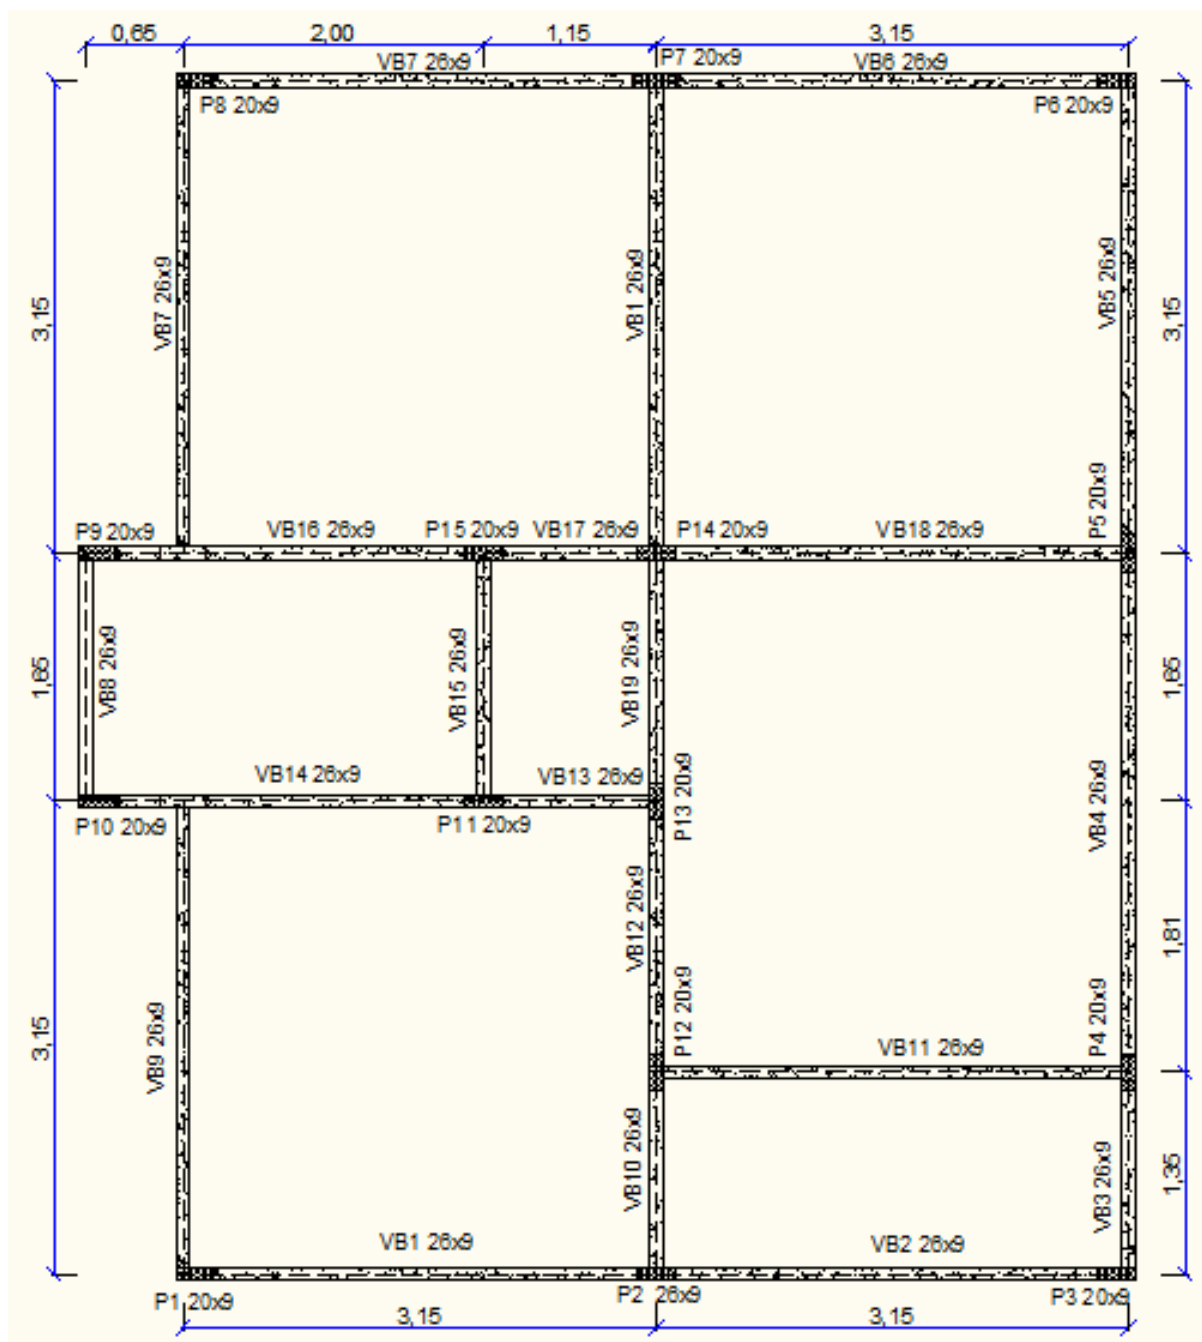 0,65 2,00 1,15 3,15
P7 20x9
VB7 26x9 VB6 26x9
P8 20x9 P6 20x9
3,15
VB7 26x9
VB1 26x9
VB5 26x9
3,15
P5 20x9
P9 20x9 VB16 26x9 P15 20x9 VB17 26x9 P14 20x9 VB18 26x9
1,65
VB8 26x9
VB15 26x9
VB19 26x9
1,65
VB14 26x9 VB13 26x9
P13 20x9
VB4 26x9
P10 20x9 P11 20x9
VB12 26x9
1,81
P12 20x9
P4 20x9
3,15
VB9 26x9
VB11 26x9
VB10 26x9
VB3 26x9
1,35
VB1 26x9 VB2 26x9
P1 20x9 P2 26x9 P3 20x9
3,15 3,15